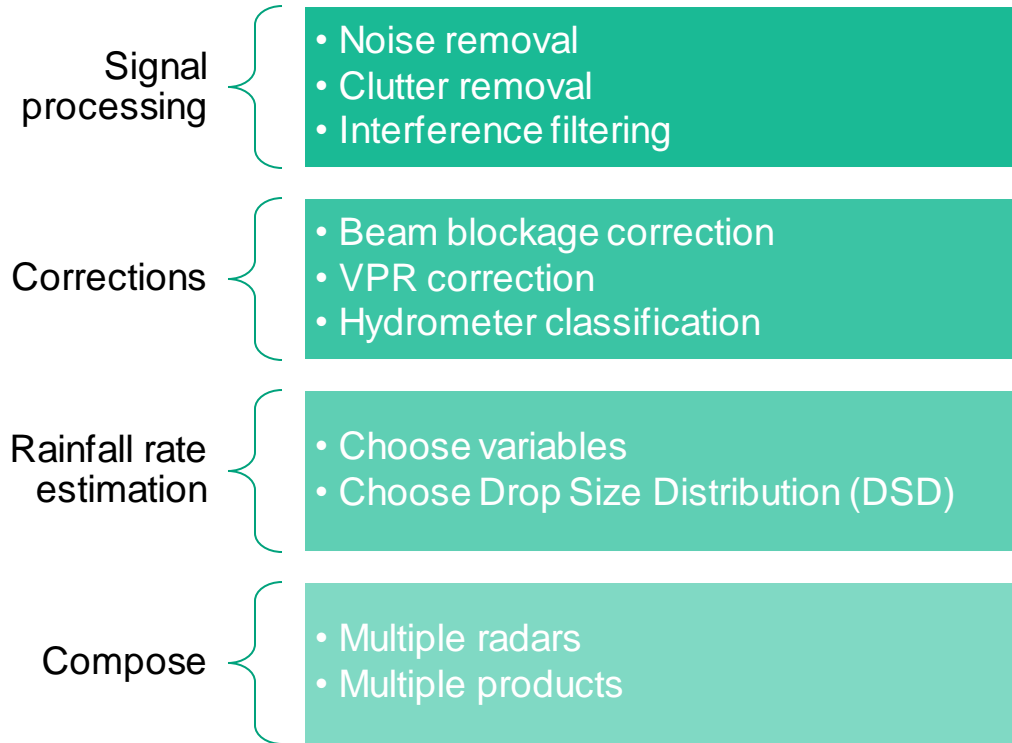 Signal
processing
• Noise removal
• Clutter removal
• Interference filtering
Corrections
• Beam blockage correction
• VPR correction
• Hydrometer classification
Rainfall rate
estimation
• Choose variables
• Choose Drop Size Distribution (DSD)
Compose
• Multiple radars
• Multiple products